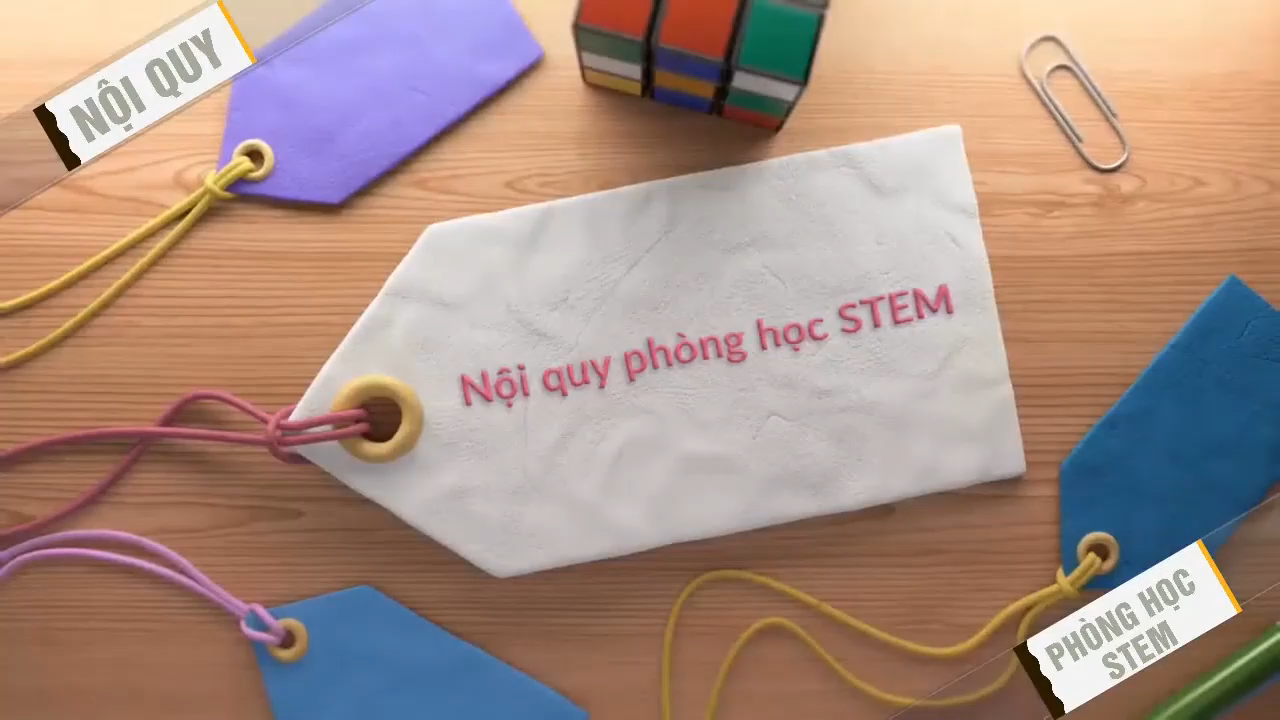 NỘI QUY
Nội quy phòng học STEM
PHÒNG HỌC
STEM